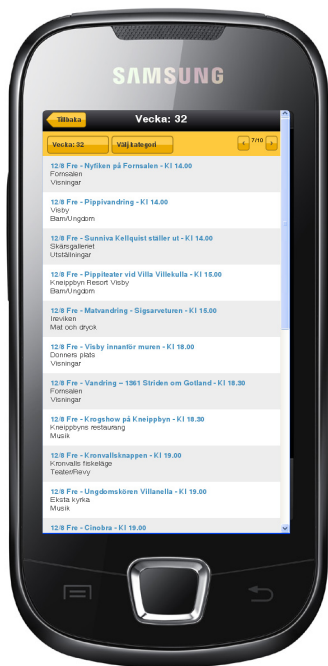 SAMSUNG
Tillbaka
Vecka: 32
Vecka: 32
Välj kategori
7/10
12/8 Fre - Nyfiken på Fornsalen - Kl 14.00
Fornsalen
Visningar
12/8 Fre - Pippivandring - Kl 14.00
Visby
Barn/Ungdom
12/8 Fre - Sunniva Kellquist ställer ut - Kl 14.00
Skärsgalleriet
Utställningar
12/8 Fre - Pippiteater vid Villa Villekulla - Kl 15.00
Kneippbyn Resort Visby
Barn/Ungdom
12/8 Fre - Matvandring - Sigsarveturen - Kl 15.00
Ireviken
Mat och dryck
12/8 Fre - Visby innanför muren - Kl 18.00
Donners plats
Visningar
12/8 Fre - Vandring – 1361 Striden om Gotland - Kl 18.30
Fornsalen
Visningar
12/8 Fre - Krogshow på Kneippbyn - Kl 18.30
Kneippbyns restaurang
Musik
12/8 Fre - Kronvallsknappen - Kl 19.00
Kronvalls fiskeläge
Teater/Revy
12/8 Fre - Ungdomskören Villanella - Kl 19.00
Eksta kyrka
Musik
12/8 Fre - Cinobra - Kl 19.00